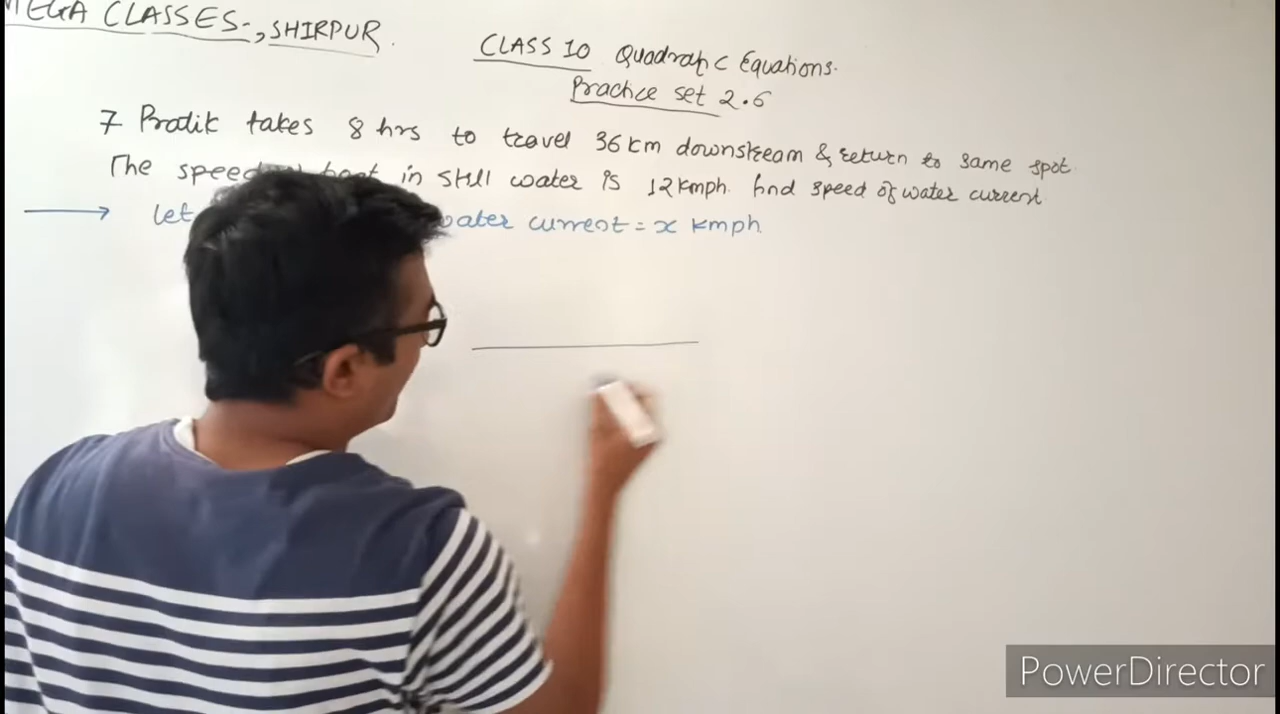 MEGA CLASSES-, SHIRPUR.
CLASS 10 Quadratic Equations.
Practice set 2.6
7 Pratik takes 8 hrs to travel 36 km downstream & return to same spot.
The speed boat in still water is 12 kmph. find speed of water current
let water current = x kmph.
PowerDirector